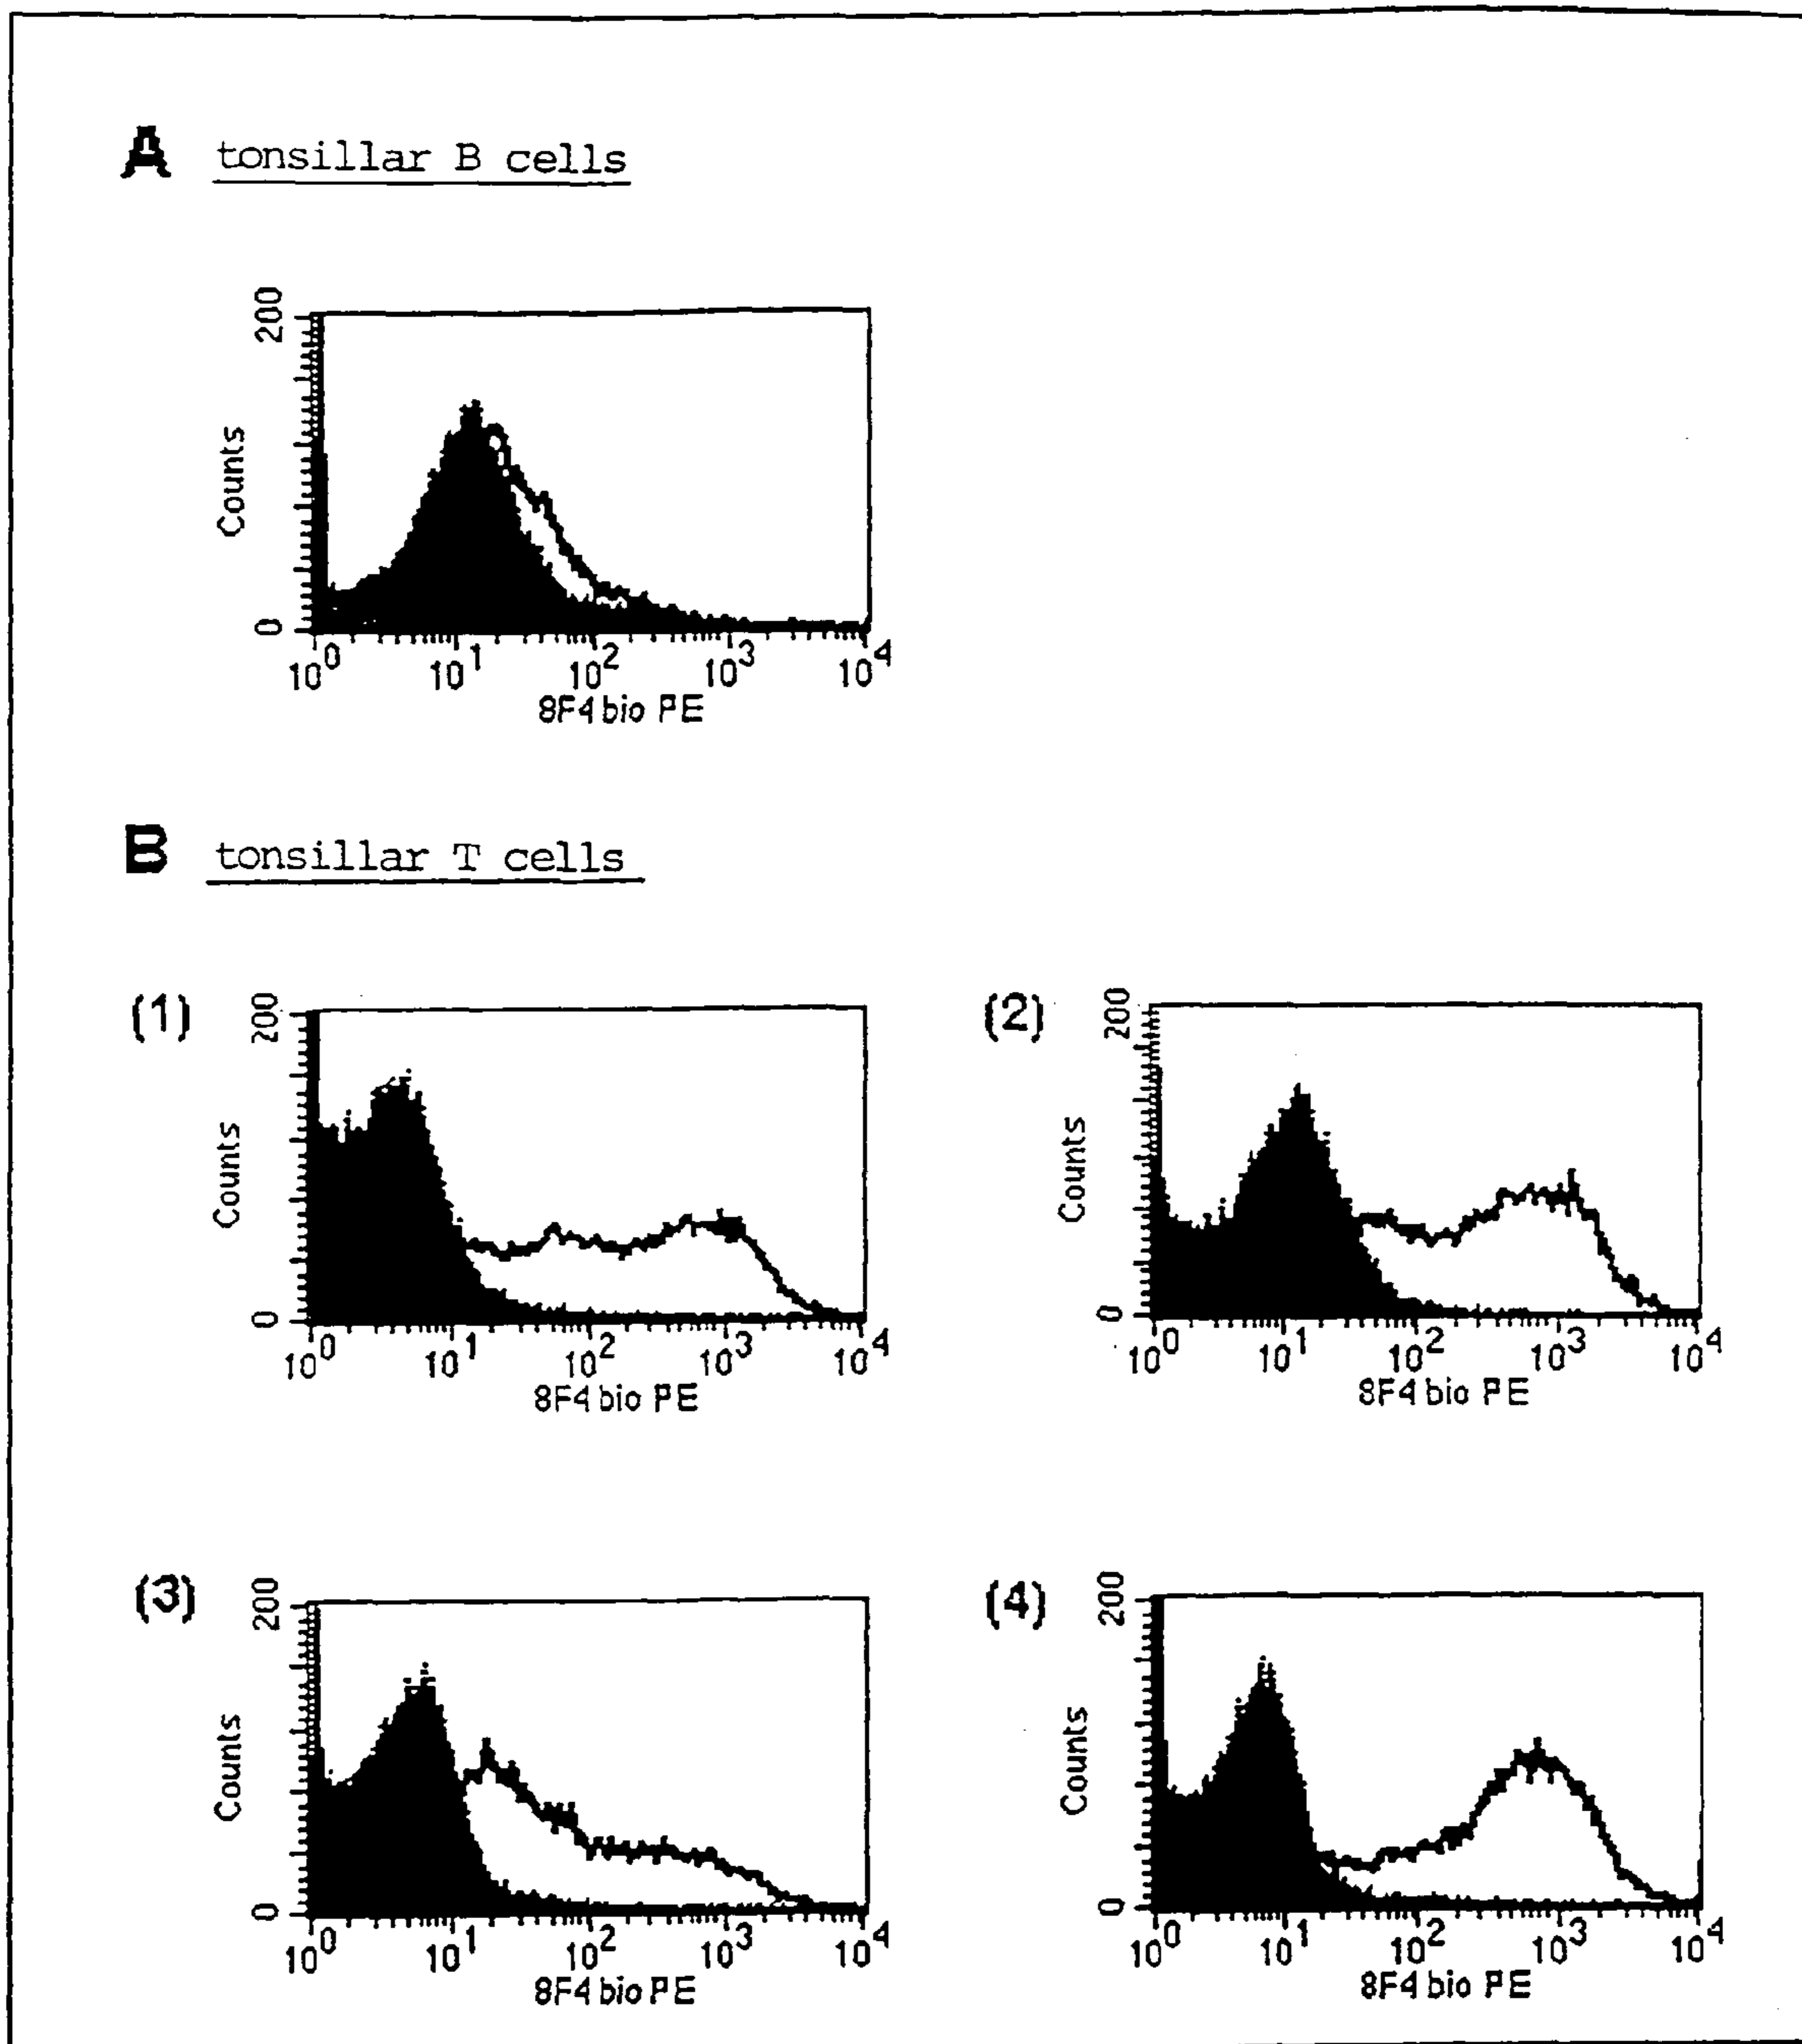 A tonsillar B cells
200
Counts
0
10^0 10^1 10^2 10^3 10^4
8F4 bio PE
B tonsillar T cells
(1)
200
Counts
0
10^0 10^1 10^2 10^3 10^4
8F4 bio PE
(2)
200
Counts
0
10^0 10^1 10^2 10^3 10^4
8F4 bio PE
(3)
200
Counts
0
10^0 10^1 10^2 10^3 10^4
8F4 bio PE
(4)
200
Counts
0
10^0 10^1 10^2 10^3 10^4
8F4 bio PE